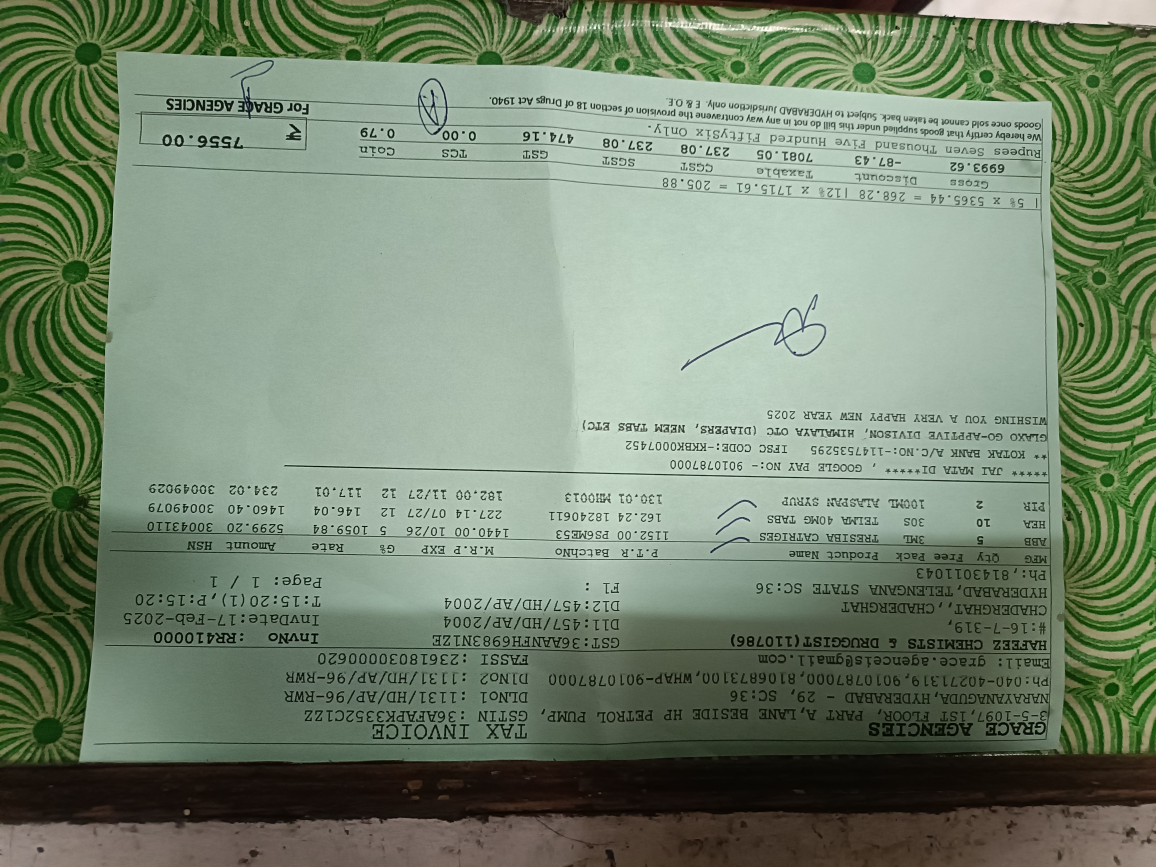 GRACE AGENCIES TAX INVOICE
3-5-1097,1ST FLOOR, PART A,LANE BESIDE HP PETROL PUMP, GSTIN :36AFAPK3352C1ZZ
NARAYANAGUDA,HYDERABAD - 29, SC:36 DLNo1 :1131/HD/AP/96-RWR
Ph:040-40271319,9010787000,8106873100,WHAP-9010787000 DlNO2 :1131/HD/AP/96-RWR
Email: grace.agenceis@gmail.com FASSI :23618030000620
HAFEEZ CHEMISTS & DRUGGIST(110786) GST:36AANHF6983N1ZE InvNo :RR410000
#:16-7-319, D11:457/HD/AP/2004 InvDate:17-Feb-2025
CHADERGHAT,,CHADERGHAT D12:457/HD/AP/2004 T:15:20(1),P:15:20
HYDERABAD,TELANGANA STATE SC:36 Fl : Page: 1 / 1
Ph:,8143011043
MFG Qty Free Pack Product Name P.T.R BatchNo M.R.P EXP G% Rate Amount HSN
ABB 5 3ML TRESIBA CATRIGES 1152.00 PS6ME53 1440.00 10/26 5 1059.84 5299.20 30043110
HEA 10 30S TELMA 40MG TABS 162.24 18240611 227.14 07/27 12 146.04 1460.40 30049079
PIR 2 100ML ALASPAN SYRUP 130.01 MHH0013 182.00 11/27 12 117.01 234.02 30049029
***** JAI MATA DI***** , GOOGLE PAY NO:- 9010787000
** KOTAK BANK A/C.NO:-1147535295 IFSC CODE:-KKBK0007452
GLAXO GO-APPTIVE DIVISON, HIMALAYA OTC (DIAPERS, NEEM TABS ETC)
WISHING YOU A VERY HAPPY NEW YEAR 2025
| 5% x 5365.44 = 268.28 |12% x 1715.61 = 205.88
Gross Discount Taxable CGST SGST GST TCS Coin
6993.62 -87.43 7081.05 237.08 237.08 474.16 0.00 0.79 ₹ 7556.00
Rupees Seven Thousand Five Hundred FiftySix Only.
We hereby certify that goods supplied under this bill do not in any way contravene the provision of section 18 of Drugs Act 1940. For GRACE AGENCIES
Goods once sold cannot be taken back. Subject to HYDERABAD Jurisdiction only. E & O.E.